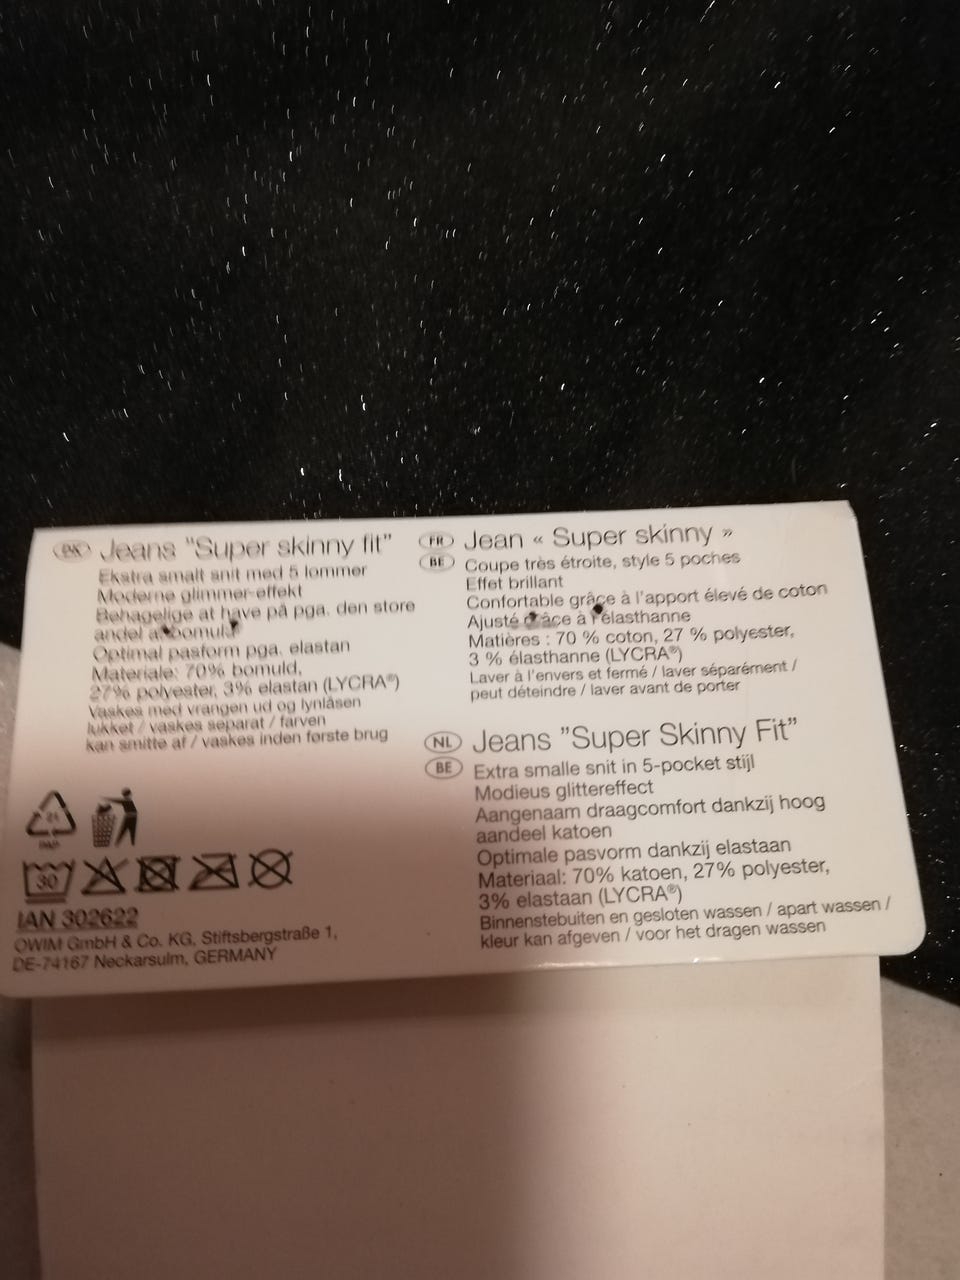 DK Jeans "Super skinny fit"
Ekstra smalt snit med 5 lommer
Moderne glimmer-effekt
Behagelige at have på pga. den store
andel af bomuld
Optimal pasform pga. elastan
Materiale: 70% bomuld,
27% polyester, 3% elastan (LYCRA®)
Vaskes med vrangen ud og lynlåsen
lukket / vaskes separat / farven
kan smitte af / vaskes inden første brug
21
PAP
30
IAN 302622
OWIM GmbH & Co. KG, Stiftsbergstraße 1,
DE-74167 Neckarsulm, GERMANY
FR Jean « Super skinny »
BE Coupe très étroite, style 5 poches
Effet brillant
Confortable grâce à l'apport élevé de coton
Ajusté grâce à l'élasthanne
Matières : 70 % coton, 27 % polyester,
3 % élasthanne (LYCRA®)
Laver à l'envers et fermé / laver séparément /
peut déteindre / laver avant de porter
NL Jeans "Super Skinny Fit"
BE Extra smalle snit in 5-pocket stijl
Modieus glittereffect
Aangenaam draagcomfort dankzij hoog
aandeel katoen
Optimale pasvorm dankzij elastaan
Materiaal: 70% katoen, 27% polyester,
3% elastaan (LYCRA®)
Binnenstebuiten en gesloten wassen / apart wassen /
kleur kan afgeven / voor het dragen wassen